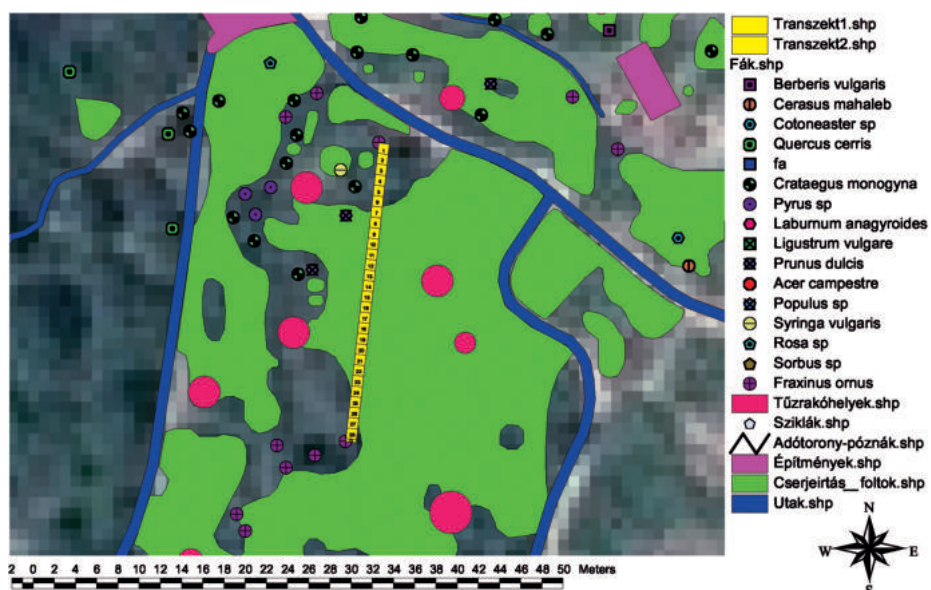 Transzekt1.shp
Transzekt2.shp
Fák.shp
Berberis vulgaris
Cerasus mahaleb
Cotoneaster sp
Quercus cerris
fa
Crataegus monogyna
Pyrus sp
Laburnum anagyroides
Ligustrum vulgare
Prunus dulcis
Acer campestre
Populus sp
Syringa vulgaris
Rosa sp
Sorbus sp
Fraxinus ornus
Tűzrakóhelyek.shp
Sziklák.shp
Adótorony-póznák.shp
Építmények.shp
Cserjeirtás__foltok.shp
Utak.shp
N
W E
S
2 0 2 4 6 8 10 12 14 16 18 20 22 24 26 28 30 32 34 36 38 40 42 44 46 48 50 Meters